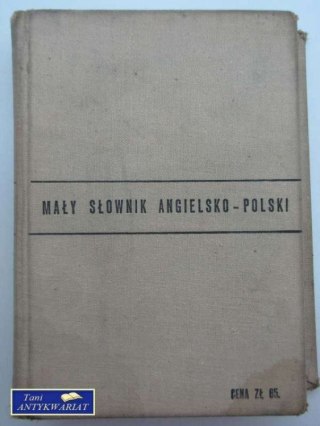 MAŁY SŁOWNIK ANGIELSKO-POLSKI
CENA ZŁ 65.
Tani
ANTYKWARIAT